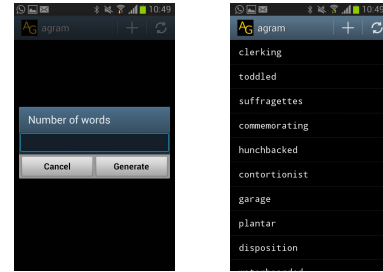 10:49
AG agram
Number of words
Cancel Generate
10:49
AG agram
clerking
toddled
suffragettes
commemorating
hunchbacked
contortionist
garage
plantar
disposition